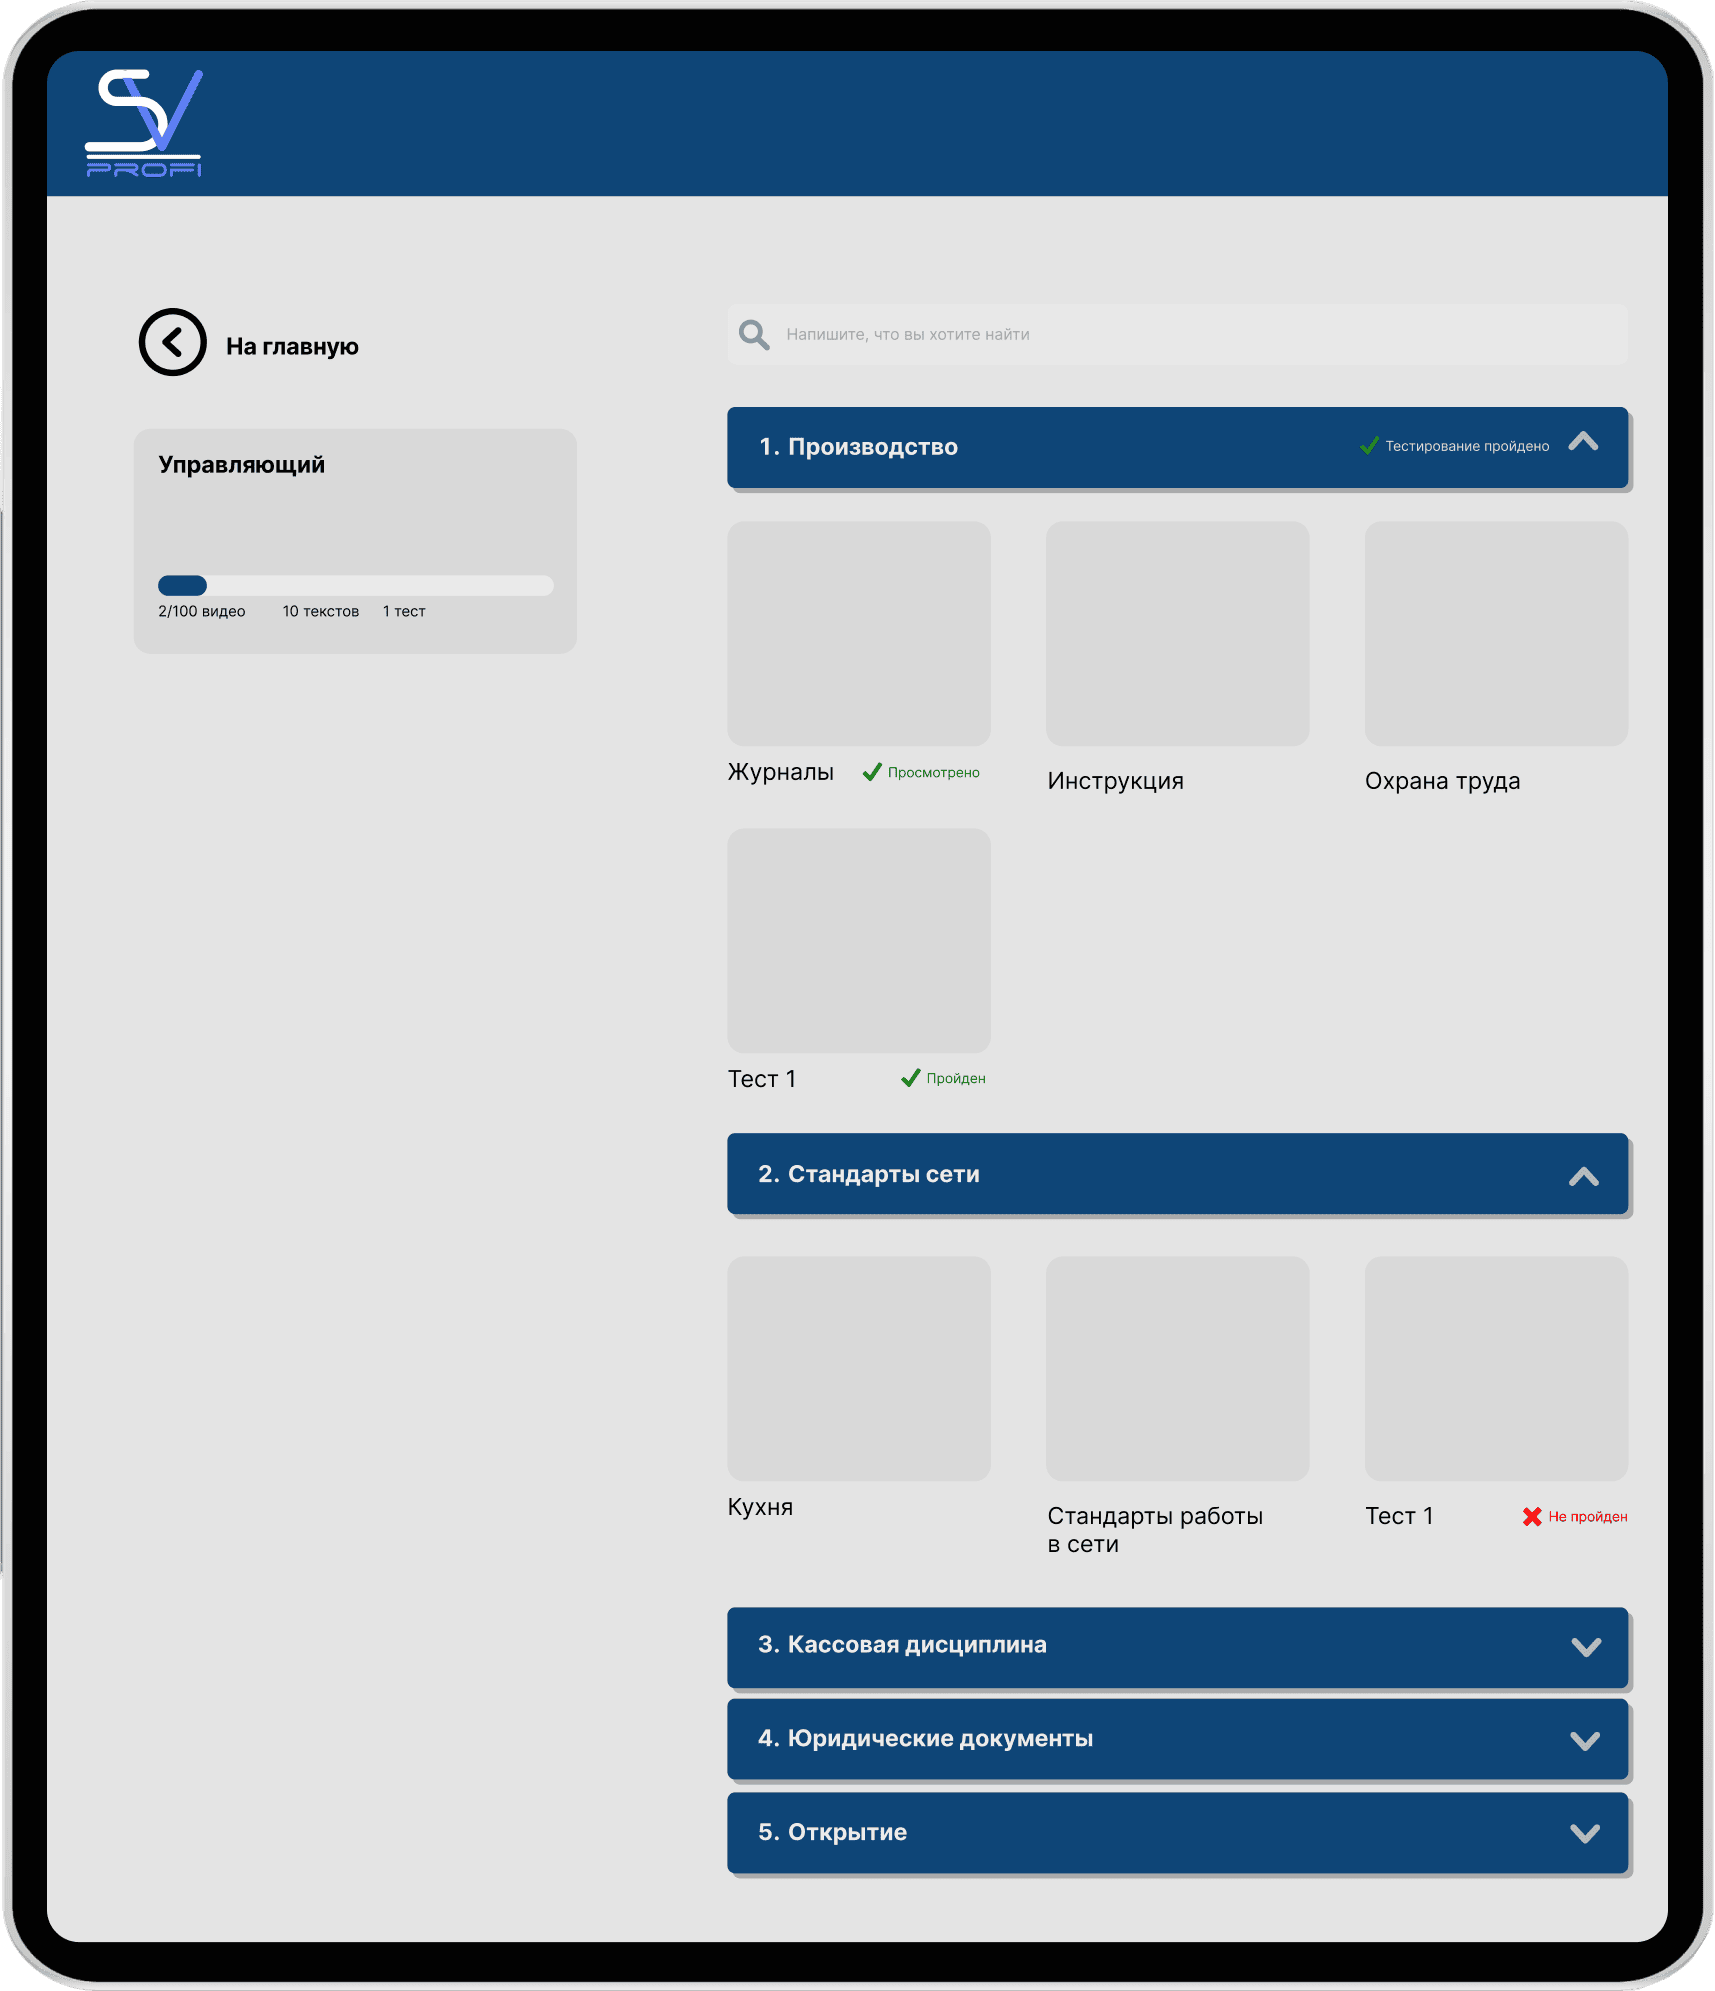 SV
PROFI
На главную
Управляющий
2/100 видео 10 текстов 1 тест
Напишите, что вы хотите найти
1. Производство Тестирование пройдено
Журналы Просмотрено Инструкция Охрана труда
Тест 1 Пройден
2. Стандарты сети
Кухня Стандарты работы Тест 1 Не пройден
в сети
3. Кассовая дисциплина
4. Юридические документы
5. Открытие